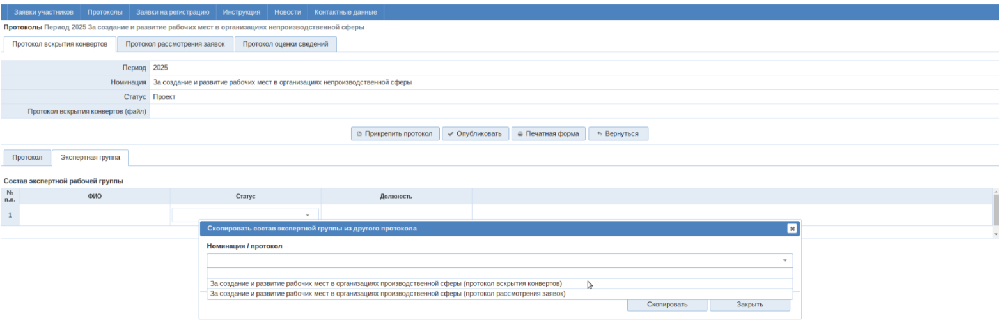 Заявки участников Протоколы Заявки на регистрацию Инструкция Новости Контактные данные
Протоколы Период 2025 За создание и развитие рабочих мест в организациях непроизводственной сферы
Протокол вскрытия конвертов Протокол рассмотрения заявок Протокол оценки сведений
Период 2025
Номинация За создание и развитие рабочих мест в организациях непроизводственной сферы
Статус Проект
Протокол вскрытия конвертов (файл)
Прикрепить протокол Опубликовать Печатная форма Вернуться
Протокол Экспертная группа
Состав экспертной рабочей группы
№ п.п. ФИО Статус Должность
1
Скопировать состав экспертной группы из другого протокола
Номинация / протокол
За создание и развитие рабочих мест в организациях производственной сферы (протокол вскрытия конвертов)
За создание и развитие рабочих мест в организациях производственной сферы (протокол рассмотрения заявок)
Скопировать Закрыть